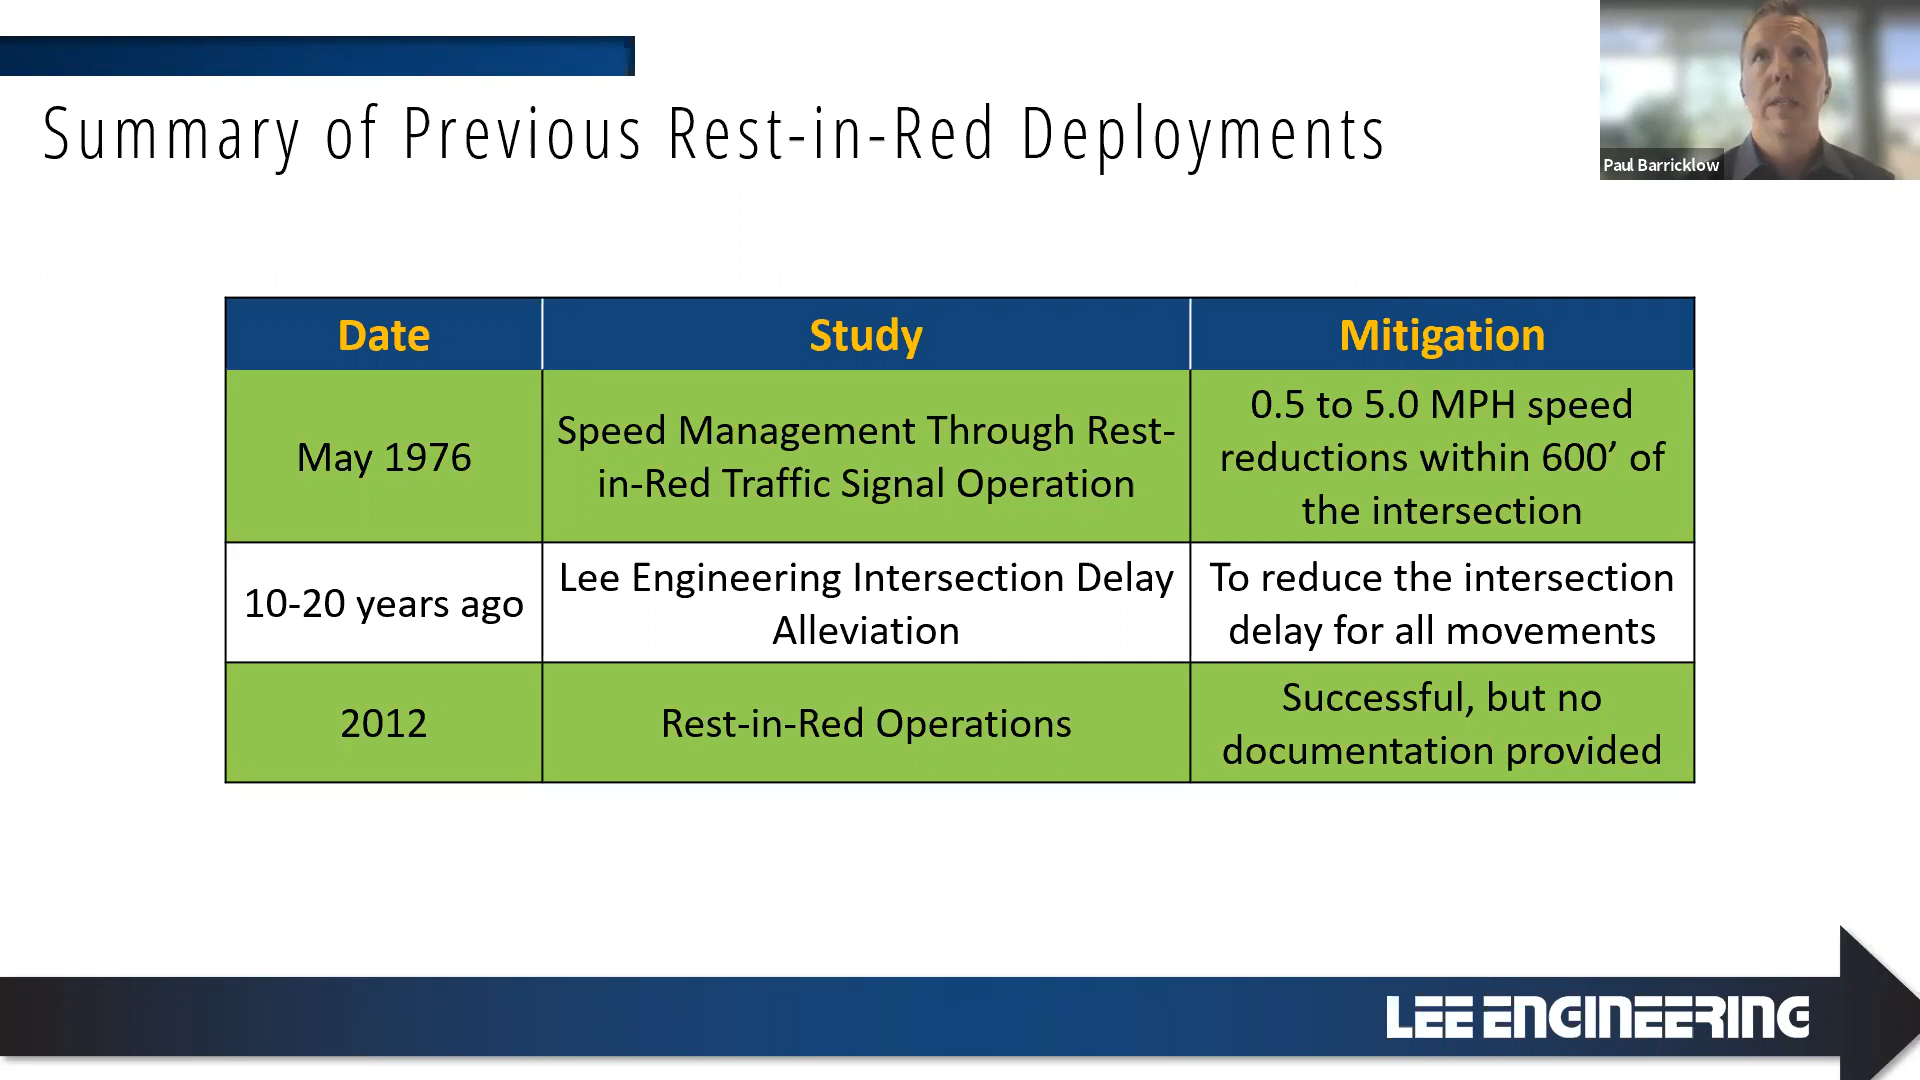 Summary of Previous Rest-in-Red Deployments
Paul Barricklow
Date
Study
Mitigation
May 1976
Speed Management Through Rest-
in-Red Traffic Signal Operation
0.5 to 5.0 MPH speed
reductions within 600’ of
the intersection
10-20 years ago
Lee Engineering Intersection Delay
Alleviation
To reduce the intersection
delay for all movements
2012
Rest-in-Red Operations
Successful, but no
documentation provided
LEE ENGINEERING